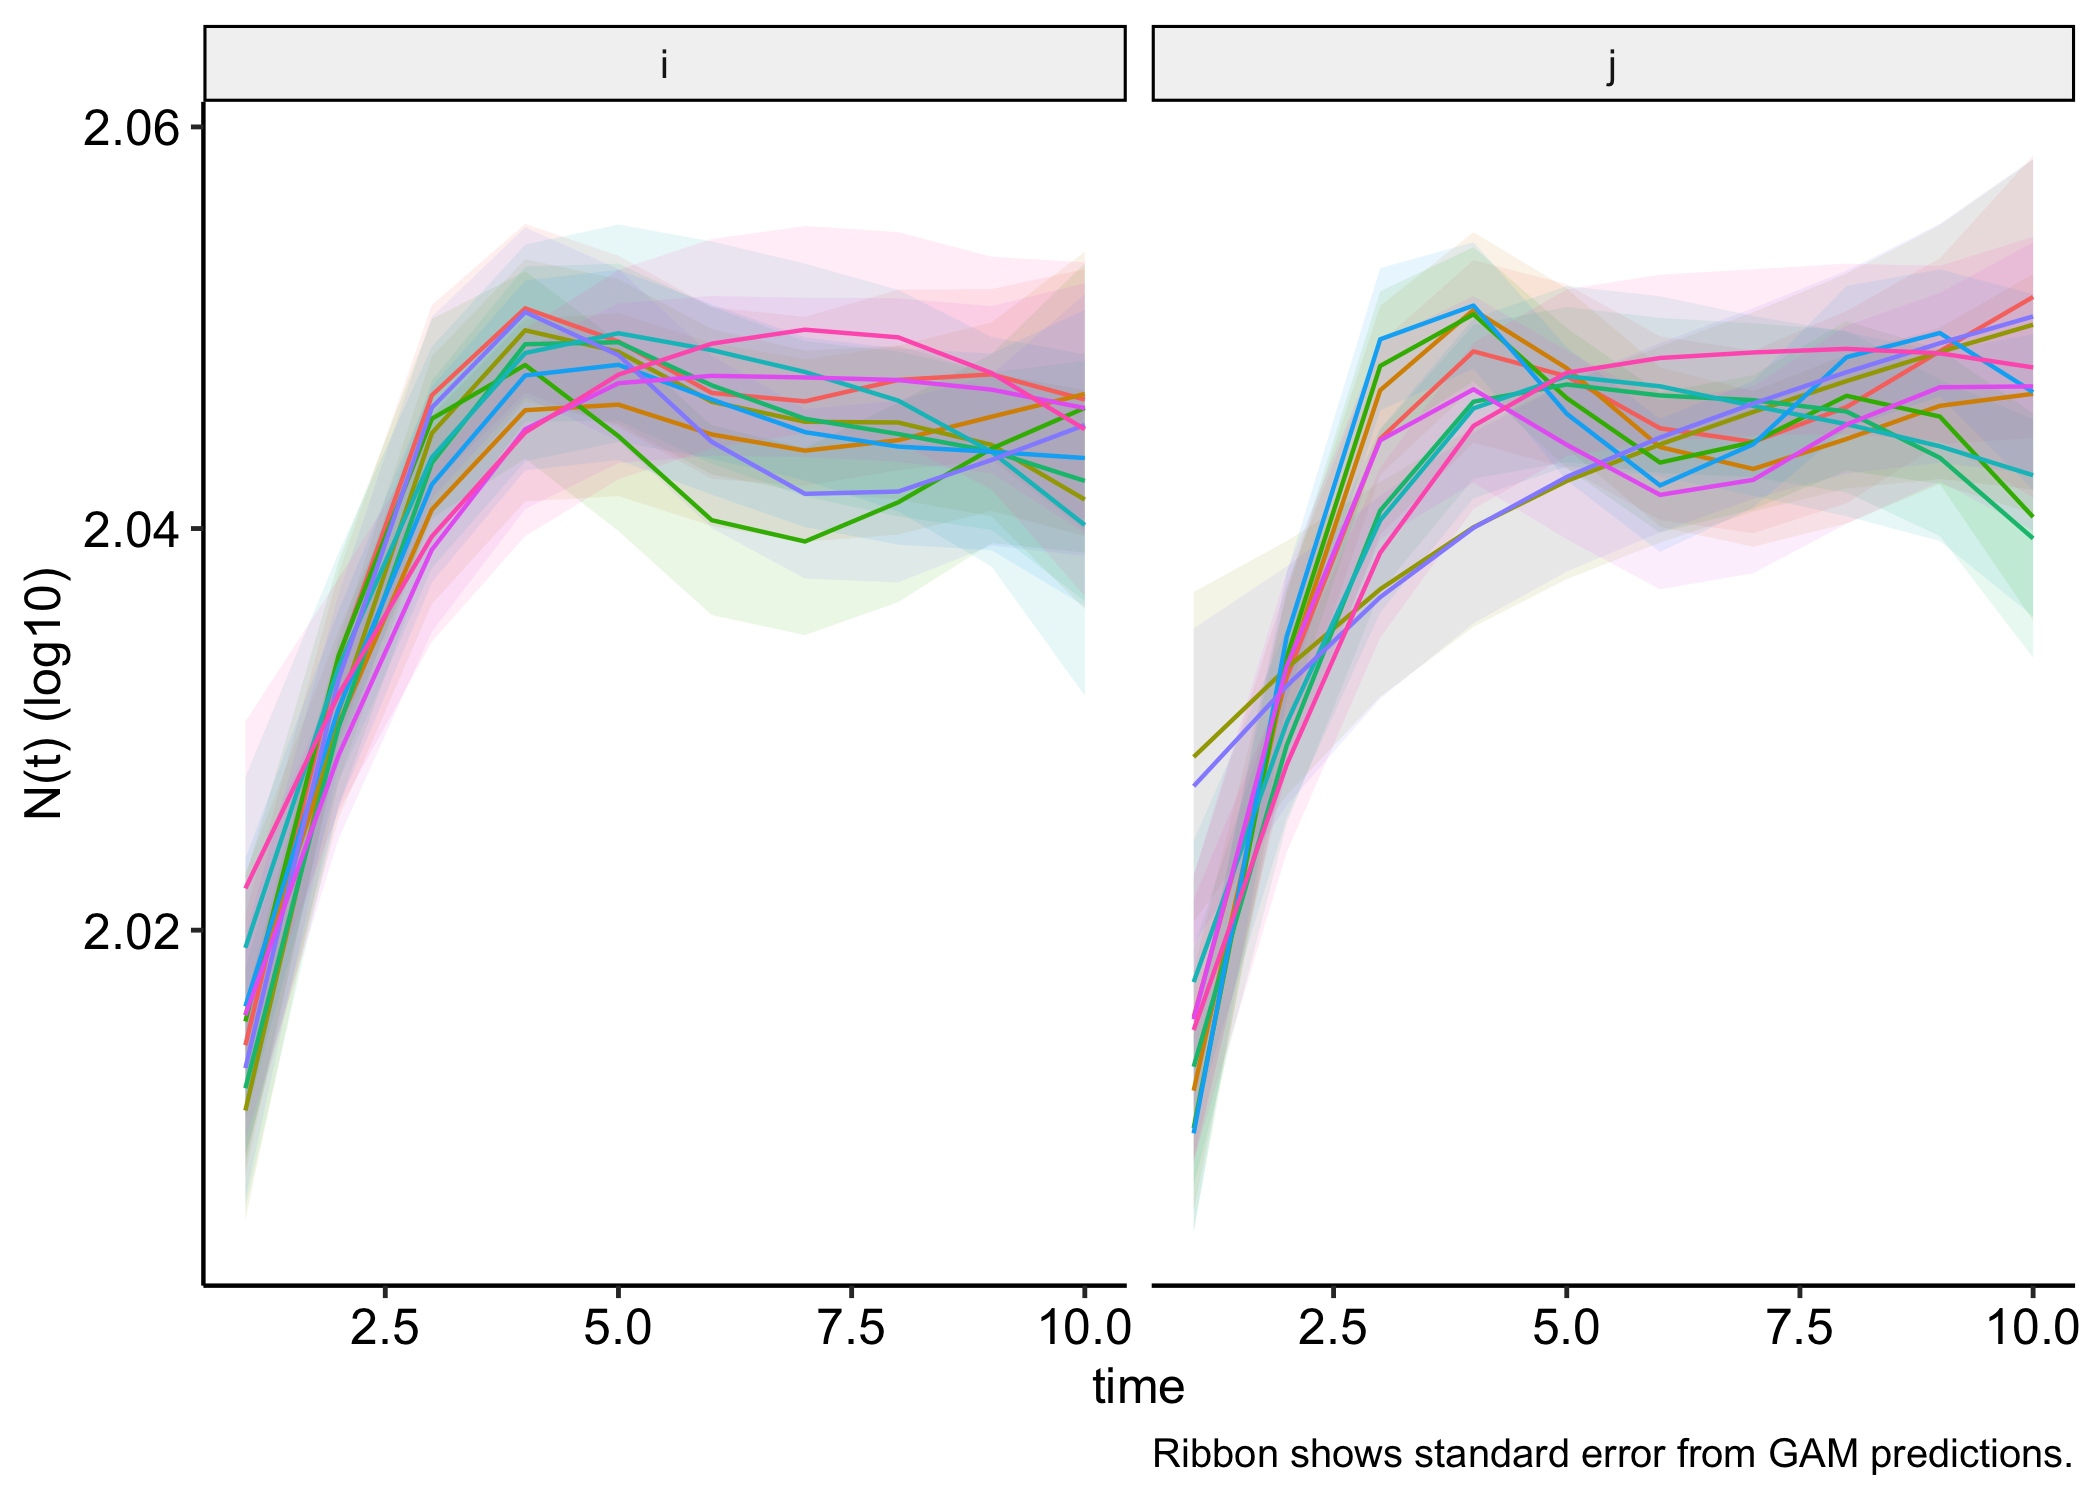 i
j
2.06
2.04
2.02
N(t) (log10)
2.5 5.0 7.5 10.0
2.5 5.0 7.5 10.0
time
Ribbon shows standard error from GAM predictions.